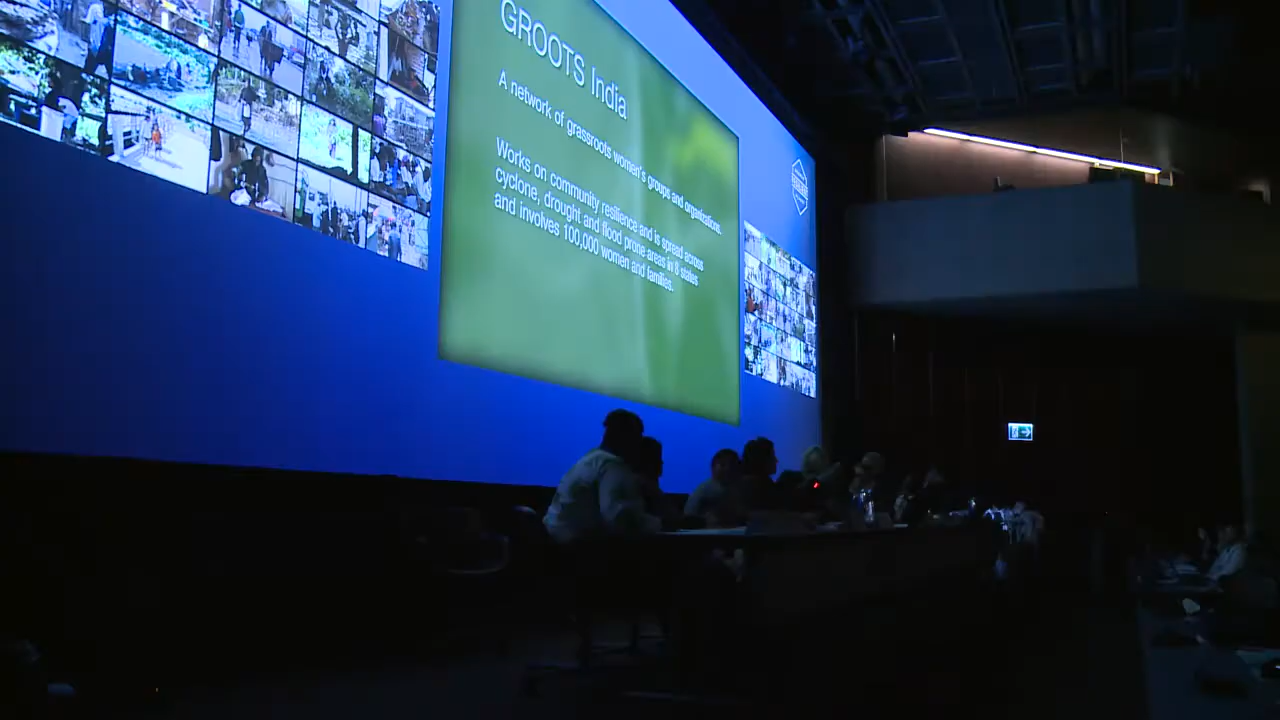 GROOTS India
A network of grassroots women's groups and organizations.
Works on community resilience and is spread across
cyclone, drought and flood prone areas in 8 states
and involves 100,000 women and families.